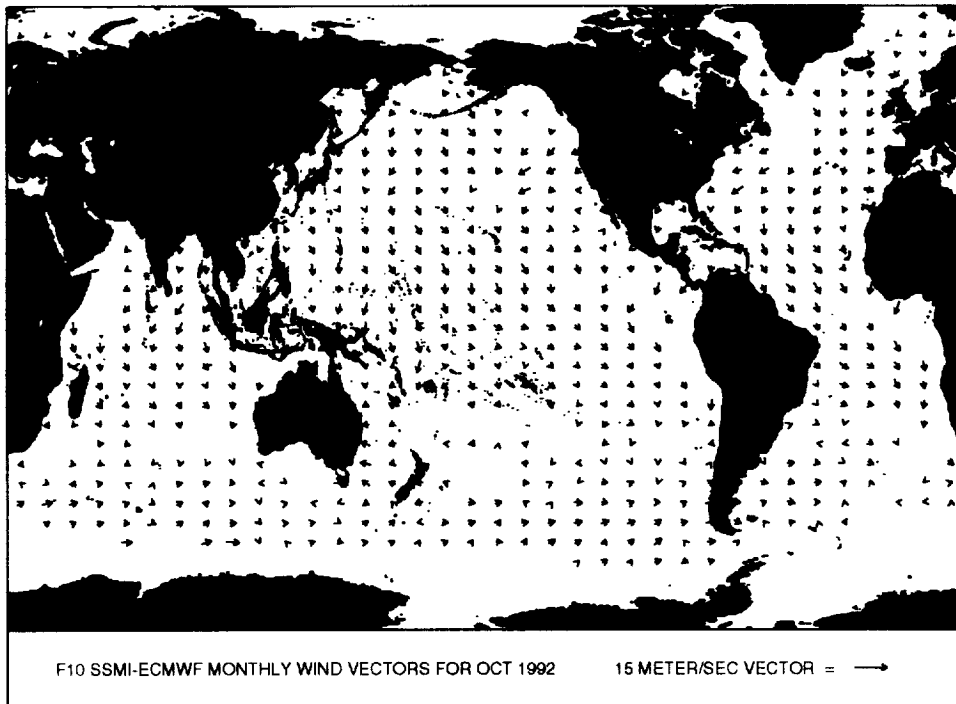 F10 SSMI-ECMWF MONTHLY WIND VECTORS FOR OCT 1992 15 METER/SEC VECTOR =